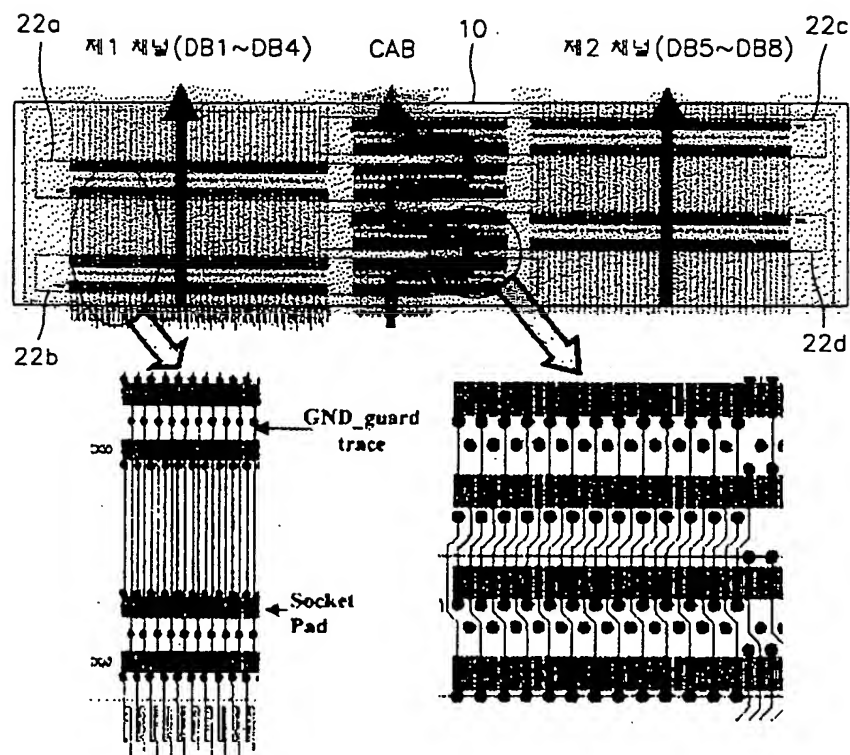 22a
제1 채널(DB1~DB4)
CAB
10
제2 채널(DB5~DB8)
22c
22b
22d
GND_guard
trace
Socket
Pad